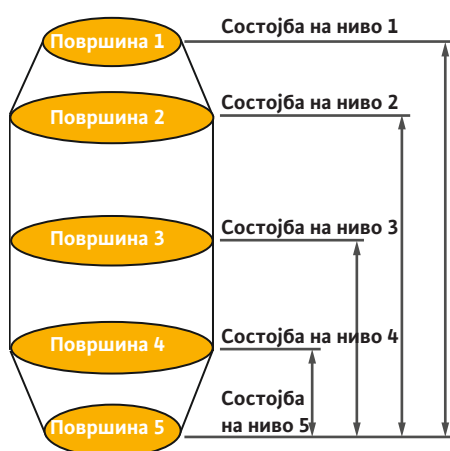 Површина 1
Состојба на ниво 1
Површина 2
Состојба на ниво 2
Површина 3
Состојба на ниво 3
Површина 4
Состојба на ниво 4
Површина 5
Состојба
на ниво 5